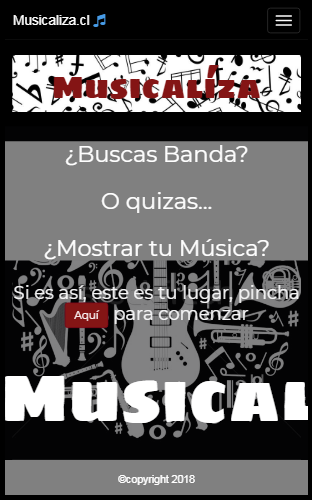 Musicaliza.cl
Musicalíza
¿Buscas Banda?
O quizas...
¿Mostrar tu Música?
Si es así, este es tu lugar, pincha
Aquí para comenzar
Musical
©copyright 2018